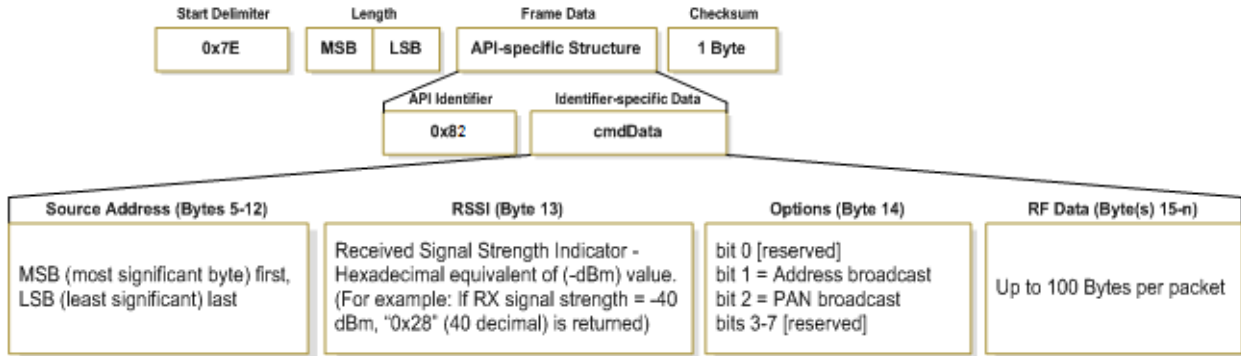 Start Delimiter Length Frame Data Checksum
0x7E MSB LSB API-specific Structure 1 Byte
API Identifier Identifier-specific Data
0x82 cmdData
Source Address (Bytes 5-12)
MSB (most significant byte) first,
LSB (least significant) last
RSSI (Byte 13)
Received Signal Strength Indicator -
Hexadecimal equivalent of (-dBm) value.
(For example: If RX signal strength = -40
dBm, “0x28” (40 decimal) is returned)
Options (Byte 14)
bit 0 [reserved]
bit 1 = Address broadcast
bit 2 = PAN broadcast
bits 3-7 [reserved]
RF Data (Byte(s) 15-n)
Up to 100 Bytes per packet